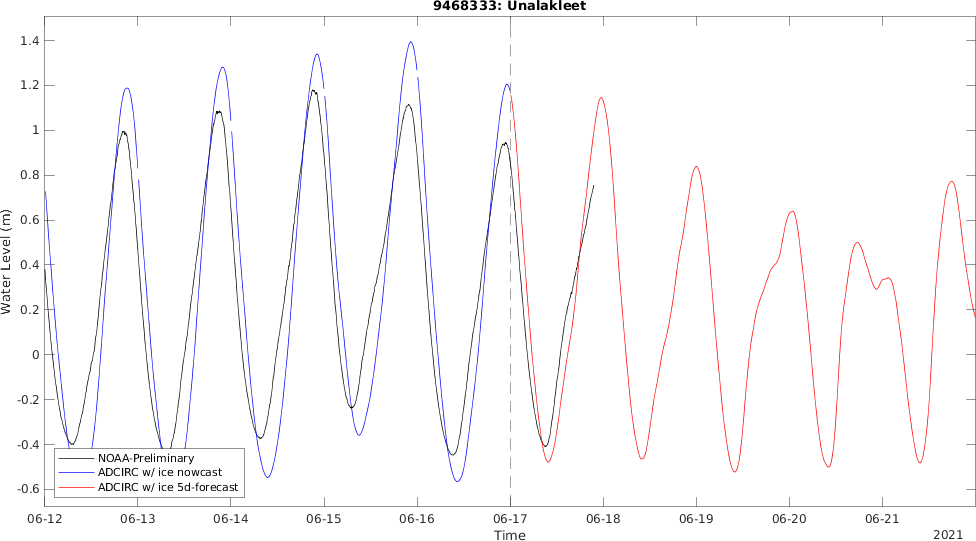 9468333: Unalakleet
1.4
1.2
1
0.8
0.6
0.4
0.2
0
-0.2
-0.4
-0.6
Water Level (m)
NOAA-Preliminary
ADCIRC w/ ice nowcast
ADCIRC w/ ice 5d-forecast
06-12 06-13 06-14 06-15 06-16 06-17 06-18 06-19 06-20 06-21
Time
2021